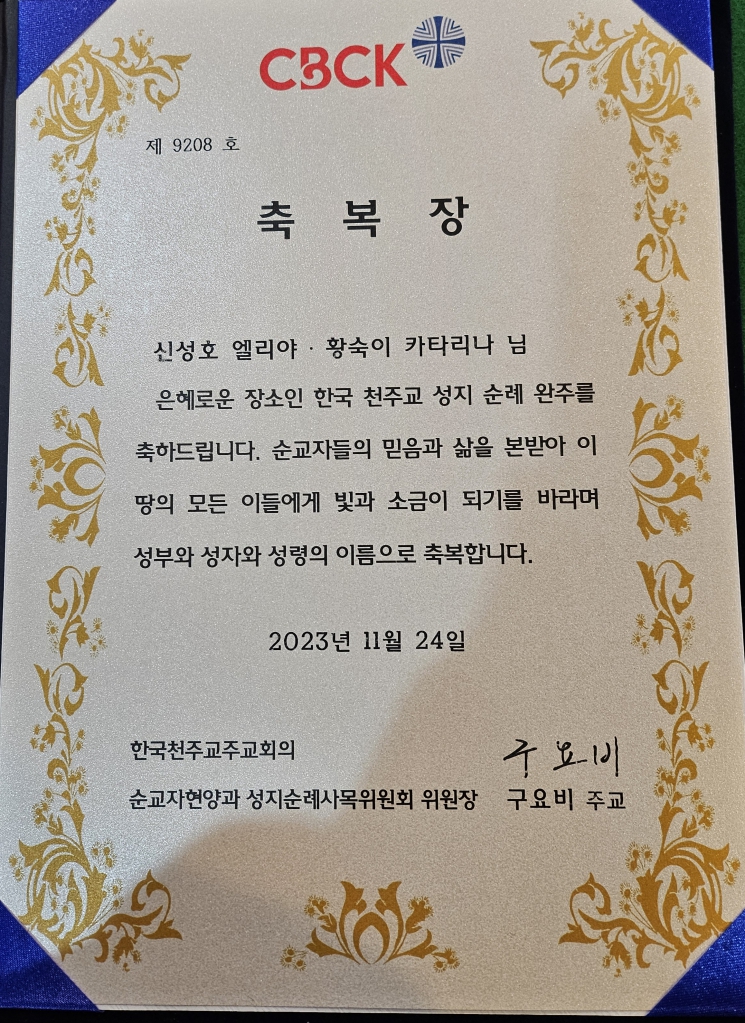 CBCK
제 9208 호
축 복 장
신성호 엘리야 · 황숙이 카타리나 님
은혜로운 장소인 한국 천주교 성지 순례 완주를
축하드립니다. 순교자들의 믿음과 삶을 본받아 이
땅의 모든 이들에게 빛과 소금이 되기를 바라며
성부와 성자와 성령의 이름으로 축복합니다.
2023년 11월 24일
한국천주교주교회의
구요비
순교자현양과 성지순례사목위원회 위원장 구요비 주교